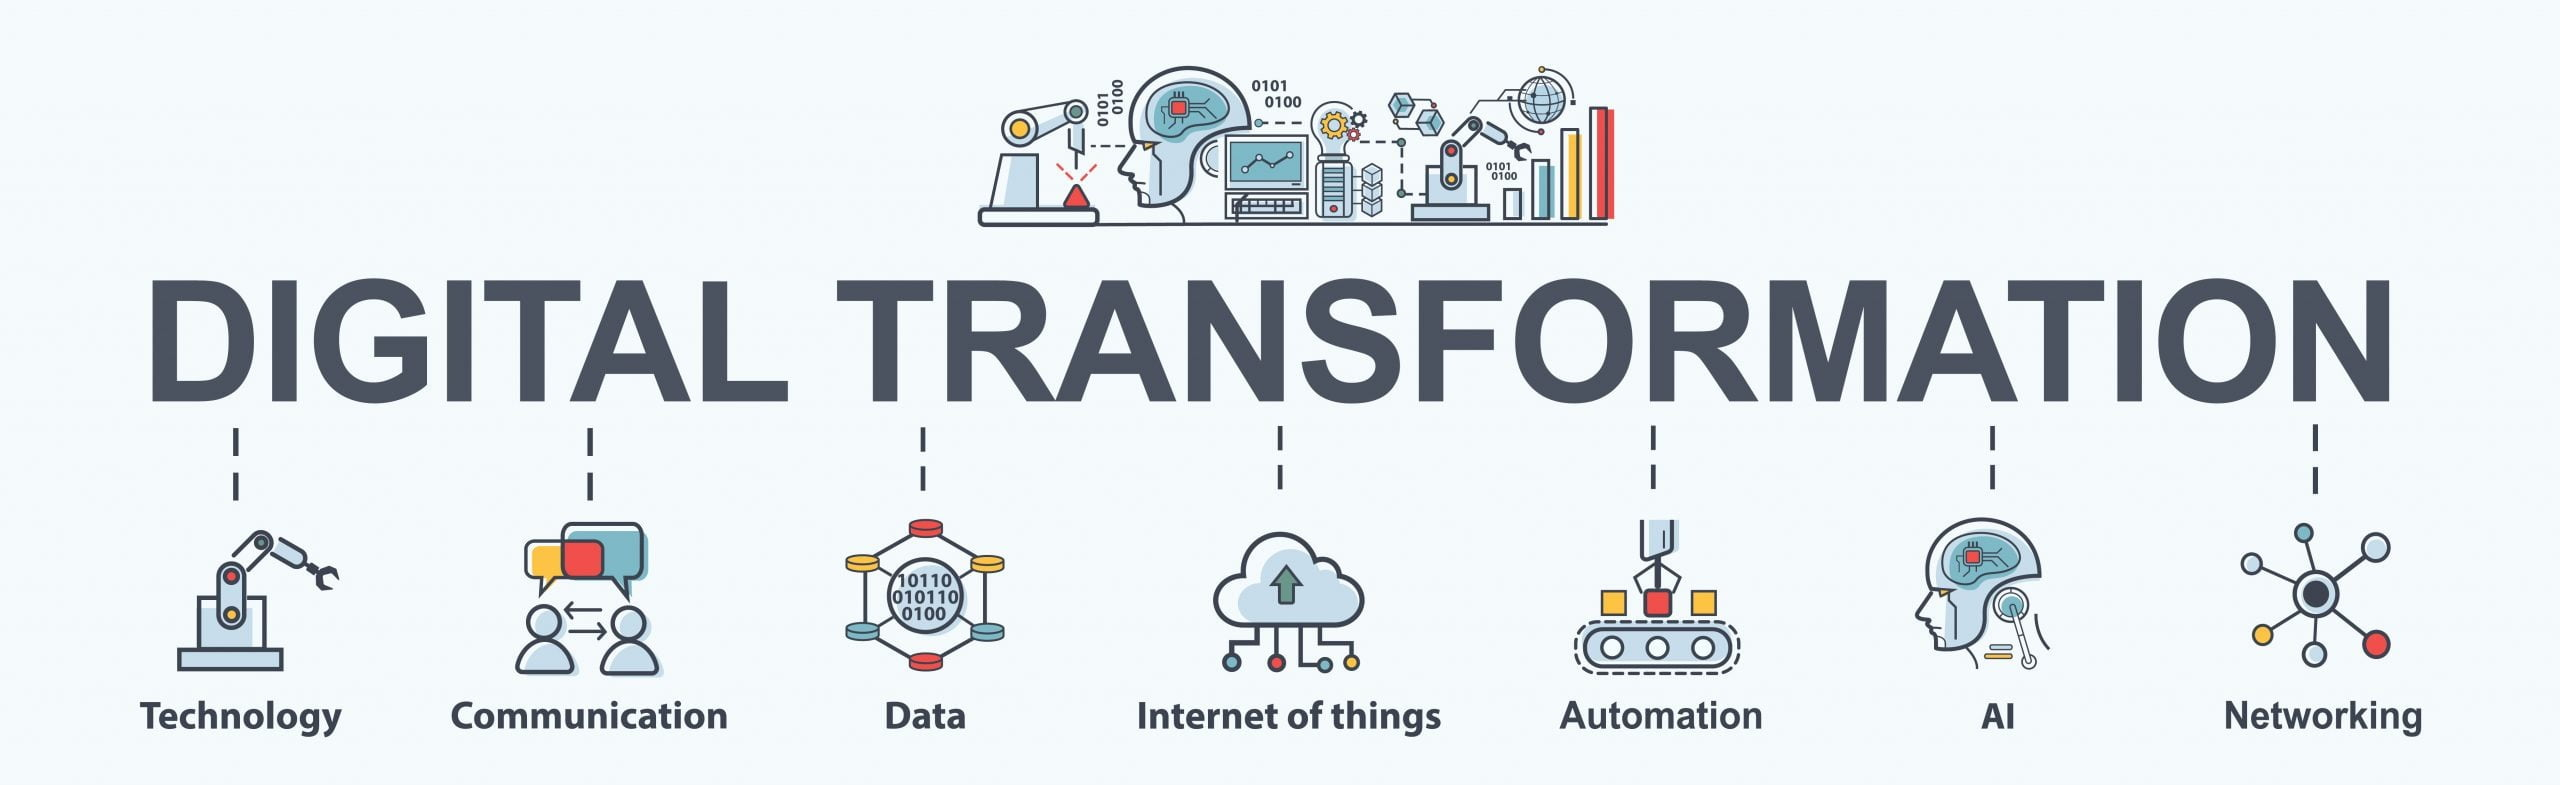 0101
0100
0101
0100
0101
0100
DIGITAL TRANSFORMATION
10110
010110
0100
Technology
Communication
Data
Internet of things
Automation
AI
Networking